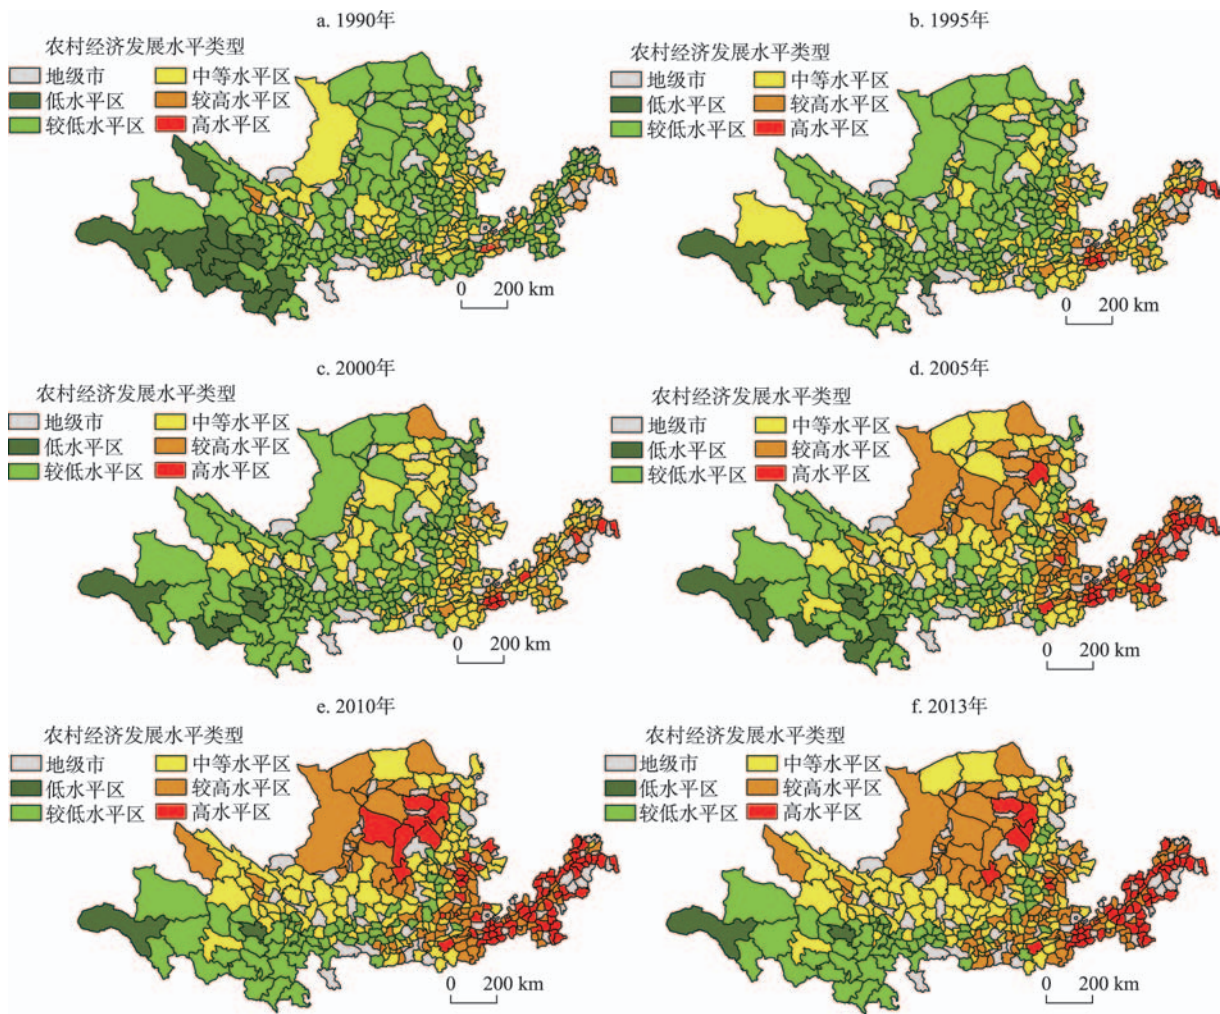 a. 1990年
农村经济发展水平类型
地级市 中等水平区
低水平区 较高水平区
较低水平区 高水平区
0 200 km
b. 1995年
农村经济发展水平类型
地级市 中等水平区
低水平区 较高水平区
较低水平区 高水平区
0 200 km
c. 2000年
农村经济发展水平类型
地级市 中等水平区
低水平区 较高水平区
较低水平区 高水平区
0 200 km
d. 2005年
农村经济发展水平类型
地级市 中等水平区
低水平区 较高水平区
较低水平区 高水平区
0 200 km
e. 2010年
农村经济发展水平类型
地级市 中等水平区
低水平区 较高水平区
较低水平区 高水平区
0 200 km
f. 2013年
农村经济发展水平类型
地级市 中等水平区
低水平区 较高水平区
较低水平区 高水平区
0 200 km